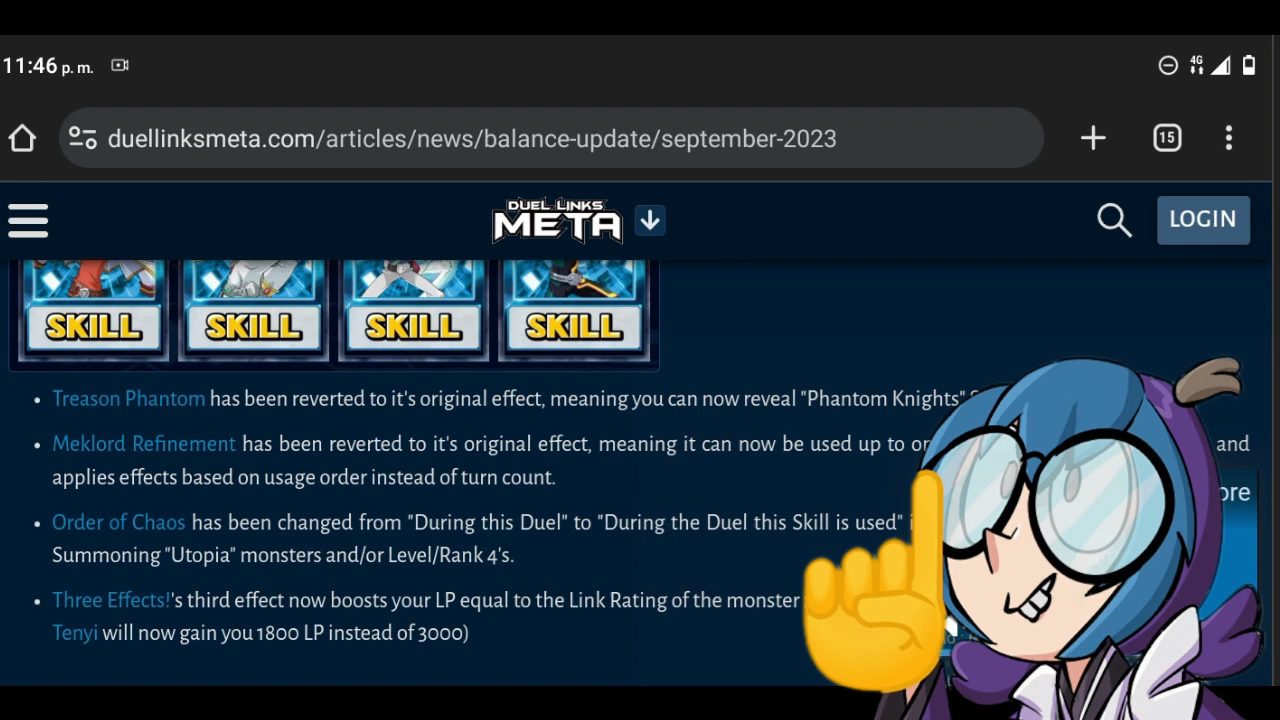 11:46 p. m.
4G
duellinksmeta.com/articles/news/balance-update/september-2023
15
DUEL LINKS
META
LOGIN
SKILL SKILL SKILL SKILL
• Treason Phantom has been reverted to it's original effect, meaning you can now reveal "Phantom Knights"
• Meklord Refinement has been reverted to it's original effect, meaning it can now be used up to and
applies effects based on usage order instead of turn count.
• Order of Chaos has been changed from "During this Duel" to "During the Duel this Skill is used"
Summoning "Utopia" monsters and/or Level/Rank 4's.
• Three Effects!'s third effect now boosts your LP equal to the Link Rating of the monster
Tenyi will now gain you 1800 LP instead of 3000)